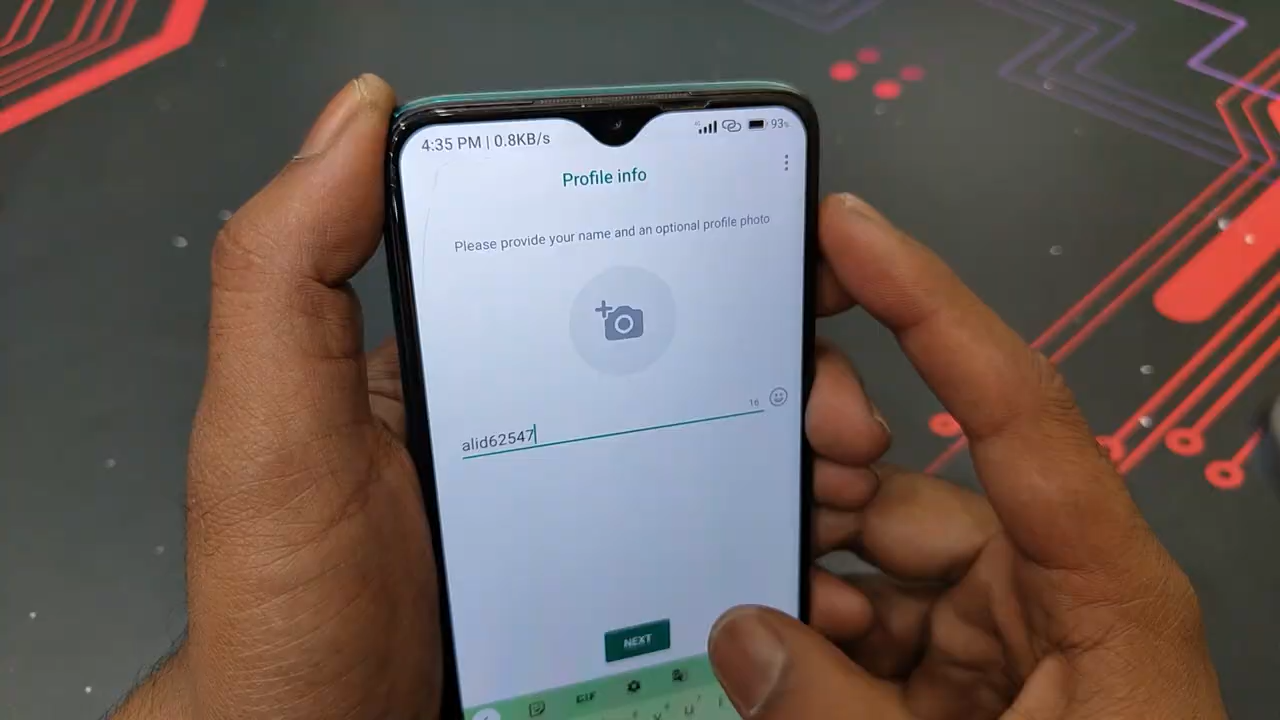 4:35 PM | 0.8KB/s 93%
Profile info
Please provide your name and an optional profile photo
16
alid62547
NEXT
GIF